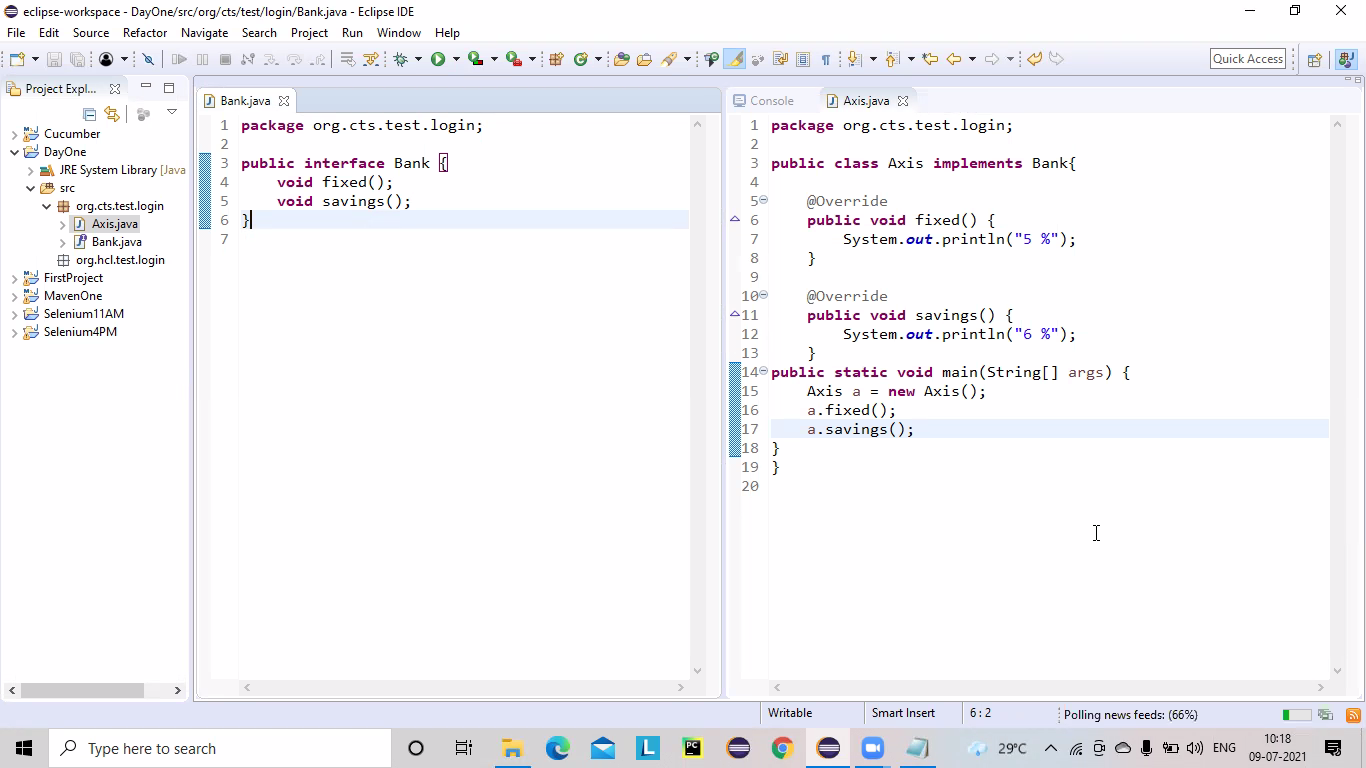 eclipse-workspace - DayOne/src/org/cts/test/login/Bank.java - Eclipse IDE
File Edit Source Refactor Navigate Search Project Run Window Help
Quick Access
Project Expl...
Cucumber
DayOne
JRE System Library [Java
src
org.cts.test.login
Axis.java
Bank.java
org.hcl.test.login
FirstProject
MavenOne
Selenium11AM
Selenium4PM
Bank.java
1 package org.cts.test.login;
2
3 public interface Bank {
4 void fixed();
5 void savings();
6 }
7
Console Axis.java
1 package org.cts.test.login;
2
3 public class Axis implements Bank{
4
5 @Override
6 public void fixed() {
7 System.out.println("5 %");
8 }
9
10 @Override
11 public void savings() {
12 System.out.println("6 %");
13 }
14 public static void main(String[] args) {
15 Axis a = new Axis();
16 a.fixed();
17 a.savings();
18 }
19 }
20
Writable Smart Insert 6 : 2 Polling news feeds: (66%)
Type here to search
L
PC
29°C
ENG
10:18
09-07-2021